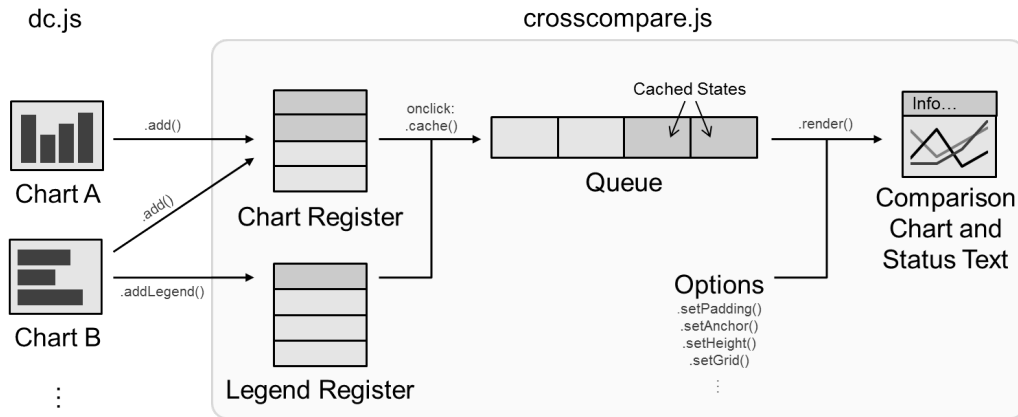 dc.js
crosscompare.js
Chart A
.add()
Chart B
.add()
.addLegend()
⋮
Chart Register
Legend Register
onclick:
.cache()
Cached States
Queue
.render()
Options
.setPadding()
.setAnchor()
.setHeight()
.setGrid()
⋮
Info...
Comparison
Chart and
Status Text